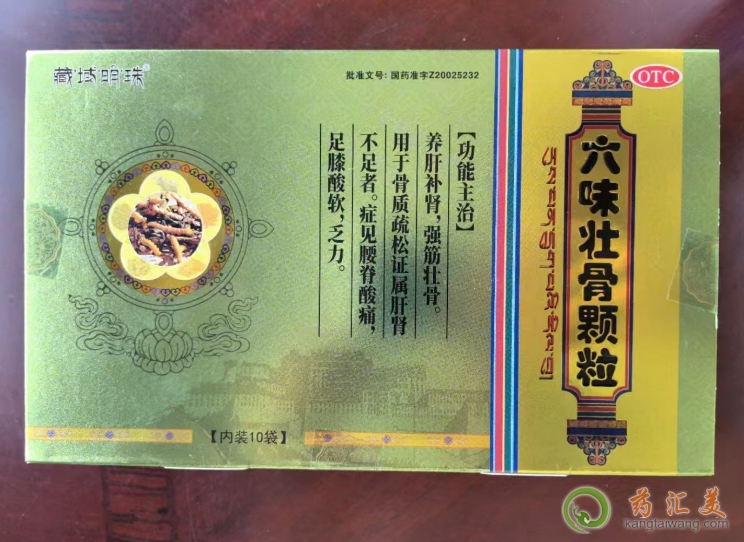 藏域明珠®
批准文号：国药准字Z20025232
OTC
六味壮骨颗粒
【功能主治】
养肝补肾，强筋壮骨。
用于骨质疏松证属肝肾
不足者。症见腰脊酸痛，
足膝酸软，乏力。
【内装10袋】
药汇美
kangtaiwang.com